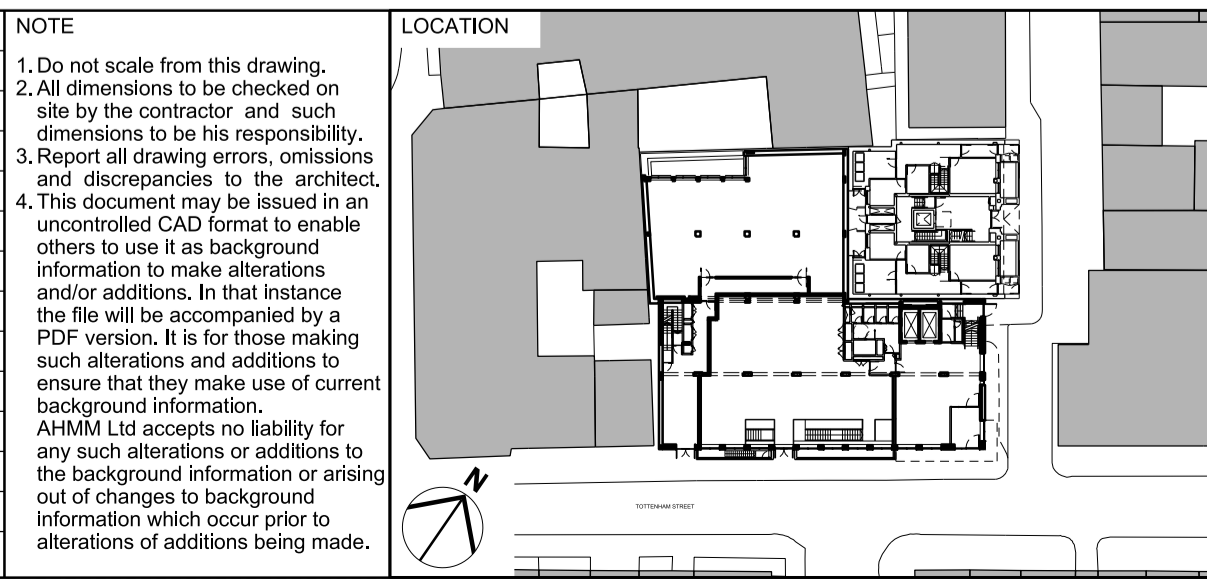 NOTE
1. Do not scale from this drawing.
2. All dimensions to be checked on
site by the contractor and such
dimensions to be his responsibility.
3. Report all drawing errors, omissions
and discrepancies to the architect.
4. This document may be issued in an
uncontrolled CAD format to enable
others to use it as background
information to make alterations
and/or additions. In that instance
the file will be accompanied by a
PDF version. It is for those making
such alterations and additions to
ensure that they make use of current
background information.
AHMM Ltd accepts no liability for
any such alterations or additions to
the background information or arising
out of changes to background
information which occur prior to
alterations of additions being made.
LOCATION
N
TOTTENHAM STREET